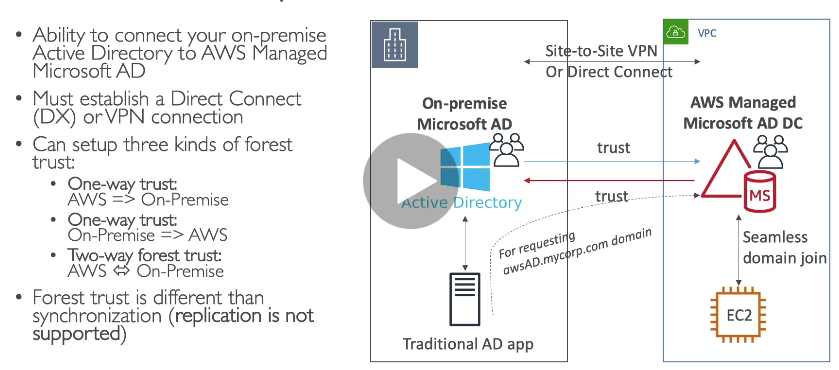 • Ability to connect your on-premise
Active Directory to AWS Managed
Microsoft AD
• Must establish a Direct Connect
(DX) or VPN connection
• Can setup three kinds of forest
trust:
• One-way trust:
AWS => On-Premise
• One-way trust:
On-Premise => AWS
• Two-way forest trust:
AWS ⬄ On-Premise
• Forest trust is different than
synchronization (replication is not
supported)
VPC
Site-to-Site VPN
Or Direct Connect
On-premise
Microsoft AD
AWS Managed
Microsoft AD DC
trust
trust
Active Directory
MS
For requesting
awsAD.mycorp.com domain
Seamless
domain join
EC2
Traditional AD app